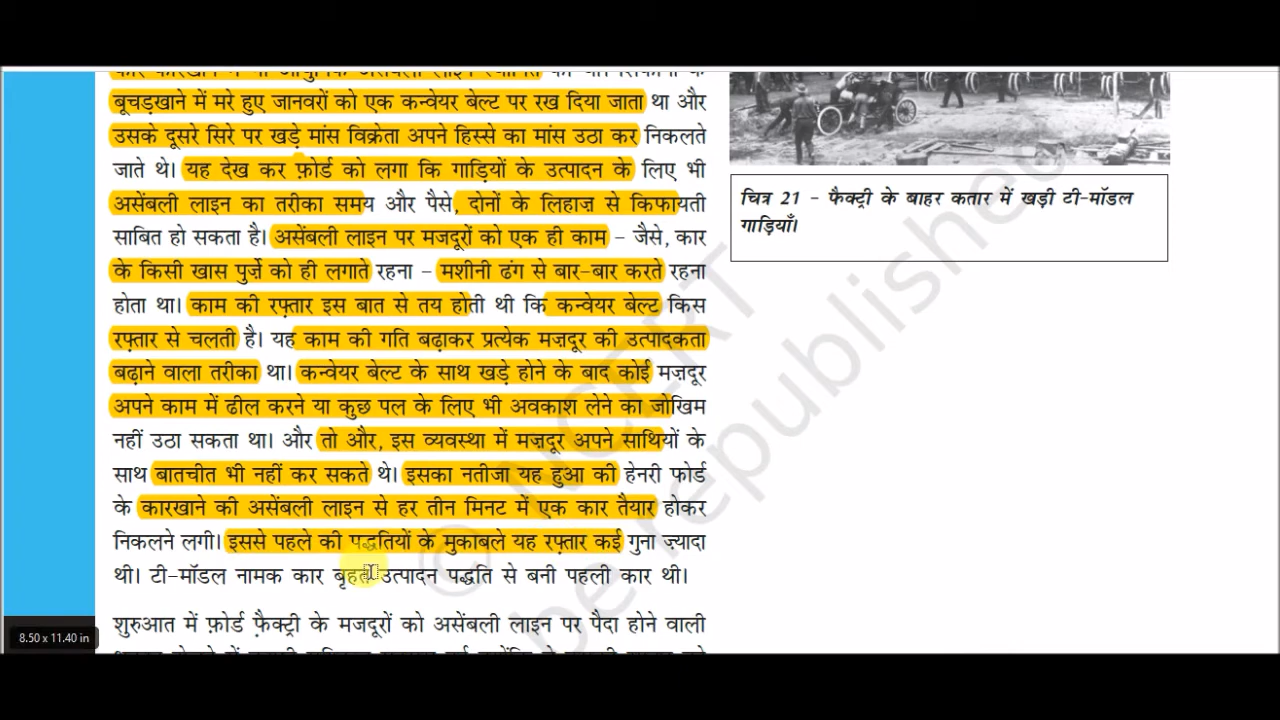 बूचड़खाने में मरे हुए जानवरों को एक कन्वेयर बेल्ट पर रख दिया जाता था और
उसके दूसरे सिरे पर खड़े मांस विक्रेता अपने हिस्से का मांस उठा कर निकलते
जाते थे। यह देख कर फ़ोर्ड को लगा कि गाड़ियों के उत्पादन के लिए भी
असेंबली लाइन का तरीका समय और पैसे, दोनों के लिहाज़ से किफायती
साबित हो सकता है। असेंबली लाइन पर मजदूरों को एक ही काम – जैसे, कार
के किसी खास पुर्जे को ही लगाते रहना – मशीनी ढंग से बार-बार करते रहना
होता था। काम की रफ़्तार इस बात से तय होती थी कि कन्वेयर बेल्ट किस
रफ़्तार से चलती है। यह काम की गति बढ़ाकर प्रत्येक मज़दूर की उत्पादकता
बढ़ाने वाला तरीका था। कन्वेयर बेल्ट के साथ खड़े होने के बाद कोई मज़दूर
अपने काम में ढील करने या कुछ पल के लिए भी अवकाश लेने का जोखिम
नहीं उठा सकता था। और तो और, इस व्यवस्था में मज़दूर अपने साथियों के
साथ बातचीत भी नहीं कर सकते थे। इसका नतीजा यह हुआ की हेनरी फोर्ड
के कारखाने की असेंबली लाइन से हर तीन मिनट में एक कार तैयार होकर
निकलने लगी। इससे पहले की पद्धतियों के मुकाबले यह रफ़्तार कई गुना ज़्यादा
थी। टी-मॉडल नामक कार बृहत उत्पादन पद्धति से बनी पहली कार थी।
शुरुआत में फ़ोर्ड फ़ैक्ट्री के मजदूरों को असेंबली लाइन पर पैदा होने वाली
चित्र 21 – फैक्ट्री के बाहर कतार में खड़ी टी-मॉडल
गाड़ियाँ।
© NCERT
be republished
8.50 x 11.40 in